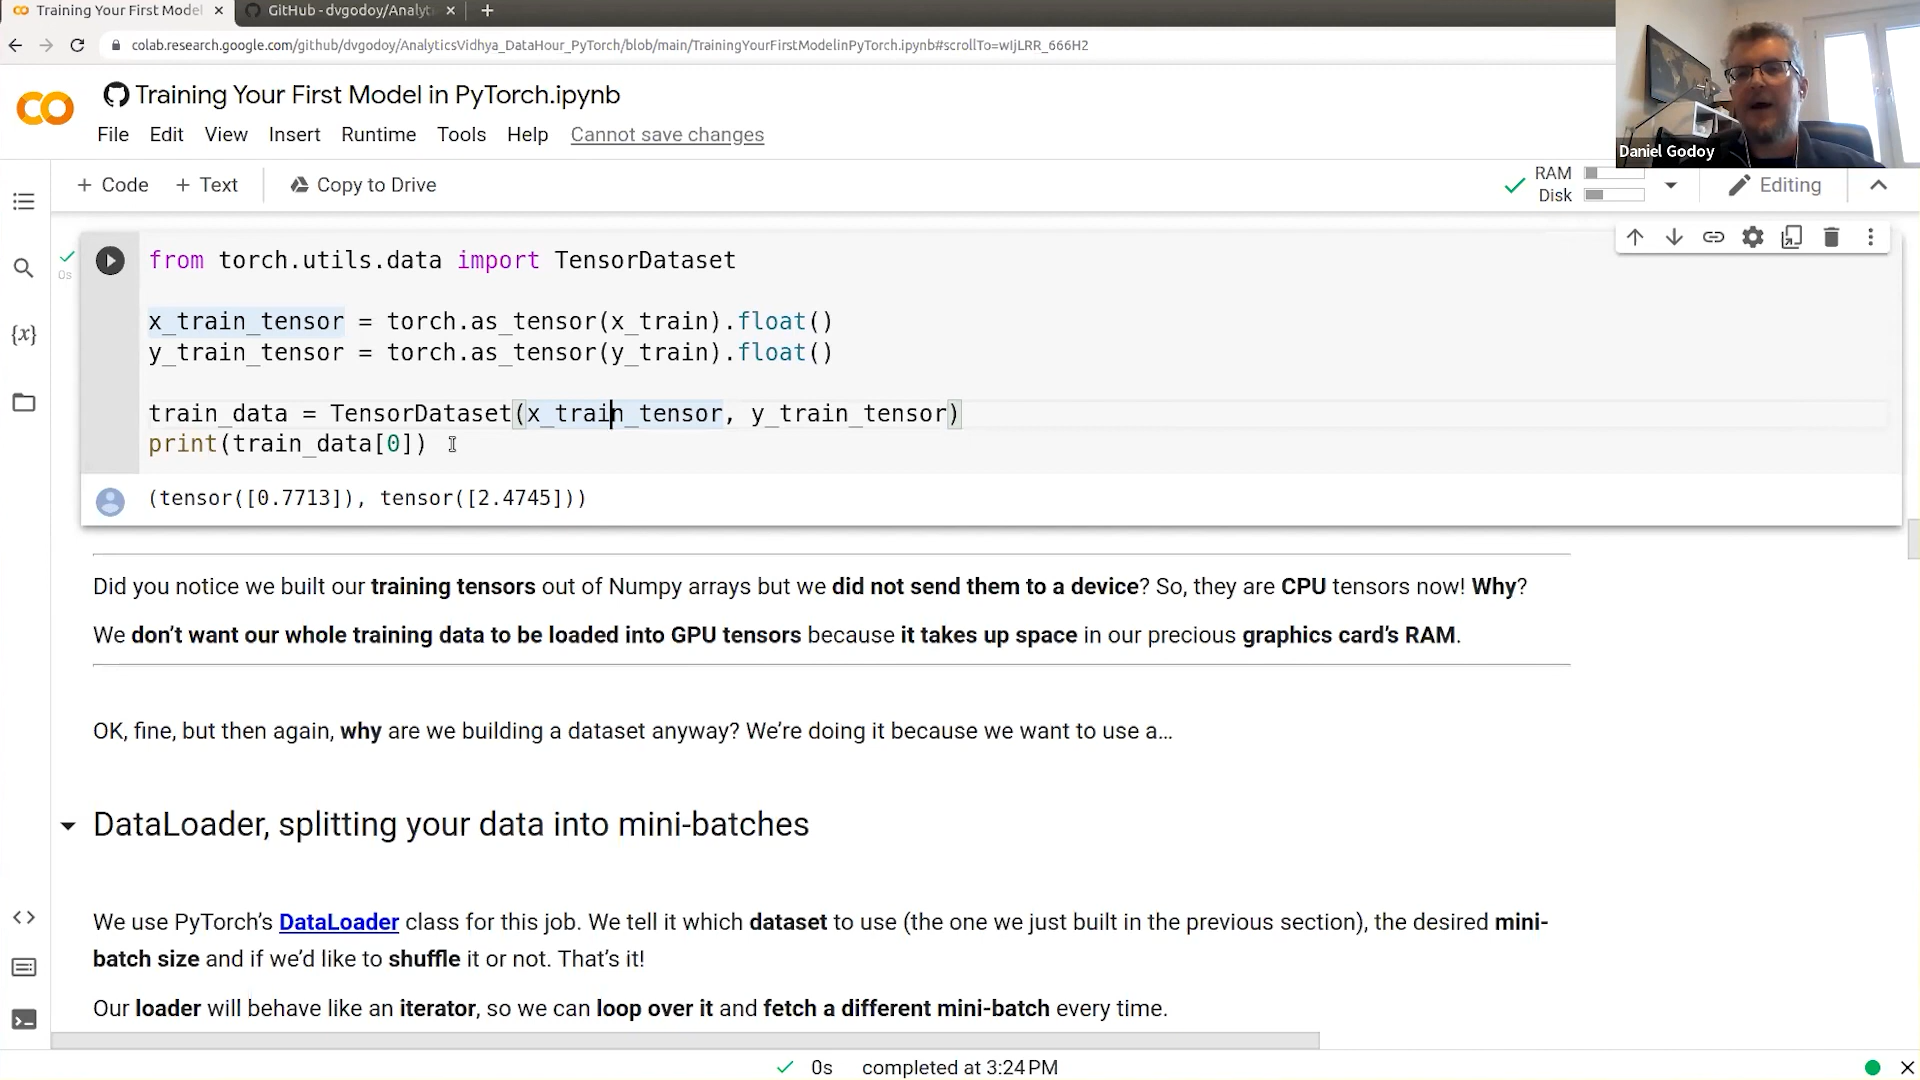 Training Your First Model
GitHub - dvgodoy/Analyt
colab.research.google.com/github/dvgodoy/AnalyticsVidhya_DataHour_PyTorch/blob/main/TrainingYourFirstModelinPyTorch.ipynb#scrollTo=wIjLRR_666H2
Training Your First Model in PyTorch.ipynb
File Edit View Insert Runtime Tools Help Cannot save changes
Daniel Godoy
+ Code + Text Copy to Drive
RAM
Disk
Editing
from torch.utils.data import TensorDataset
0s
x_train_tensor = torch.as_tensor(x_train).float()
y_train_tensor = torch.as_tensor(y_train).float()
train_data = TensorDataset(x_train_tensor, y_train_tensor)
print(train_data[0])
(tensor([0.7713]), tensor([2.4745]))
Did you notice we built our training tensors out of Numpy arrays but we did not send them to a device? So, they are CPU tensors now! Why?
We don’t want our whole training data to be loaded into GPU tensors because it takes up space in our precious graphics card’s RAM.
OK, fine, but then again, why are we building a dataset anyway? We’re doing it because we want to use a…
DataLoader, splitting your data into mini-batches
We use PyTorch’s DataLoader class for this job. We tell it which dataset to use (the one we just built in the previous section), the desired mini-
batch size and if we’d like to shuffle it or not. That’s it!
Our loader will behave like an iterator, so we can loop over it and fetch a different mini-batch every time.
0s completed at 3:24 PM